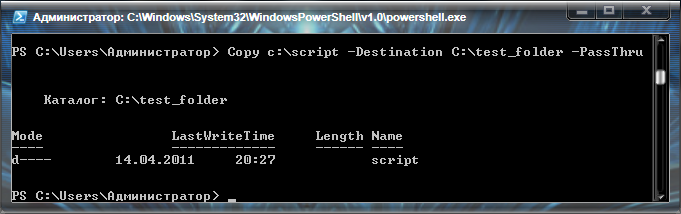 Администратор: C:\Windows\System32\WindowsPowerShell\v1.0\powershell.exe
PS C:\Users\Администратор> Copy c:\script -Destination C:\test_folder -PassThru
Каталог: C:\test_folder
Mode LastWriteTime Length Name
---- ------------- ------ ----
d---- 14.04.2011 20:27 script
PS C:\Users\Администратор> _